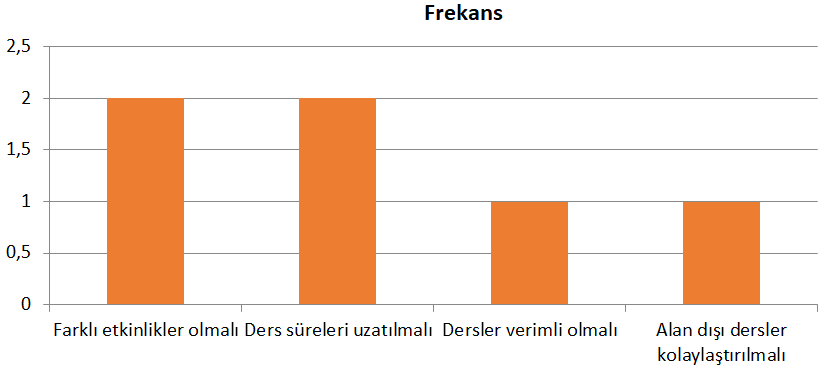 Frekans
2,5
2
1,5
1
0,5
0
Farklı etkinlikler olmalı Ders süreleri uzatılmalı Dersler verimli olmalı Alan dışı dersler
kolaylaştırılmalı